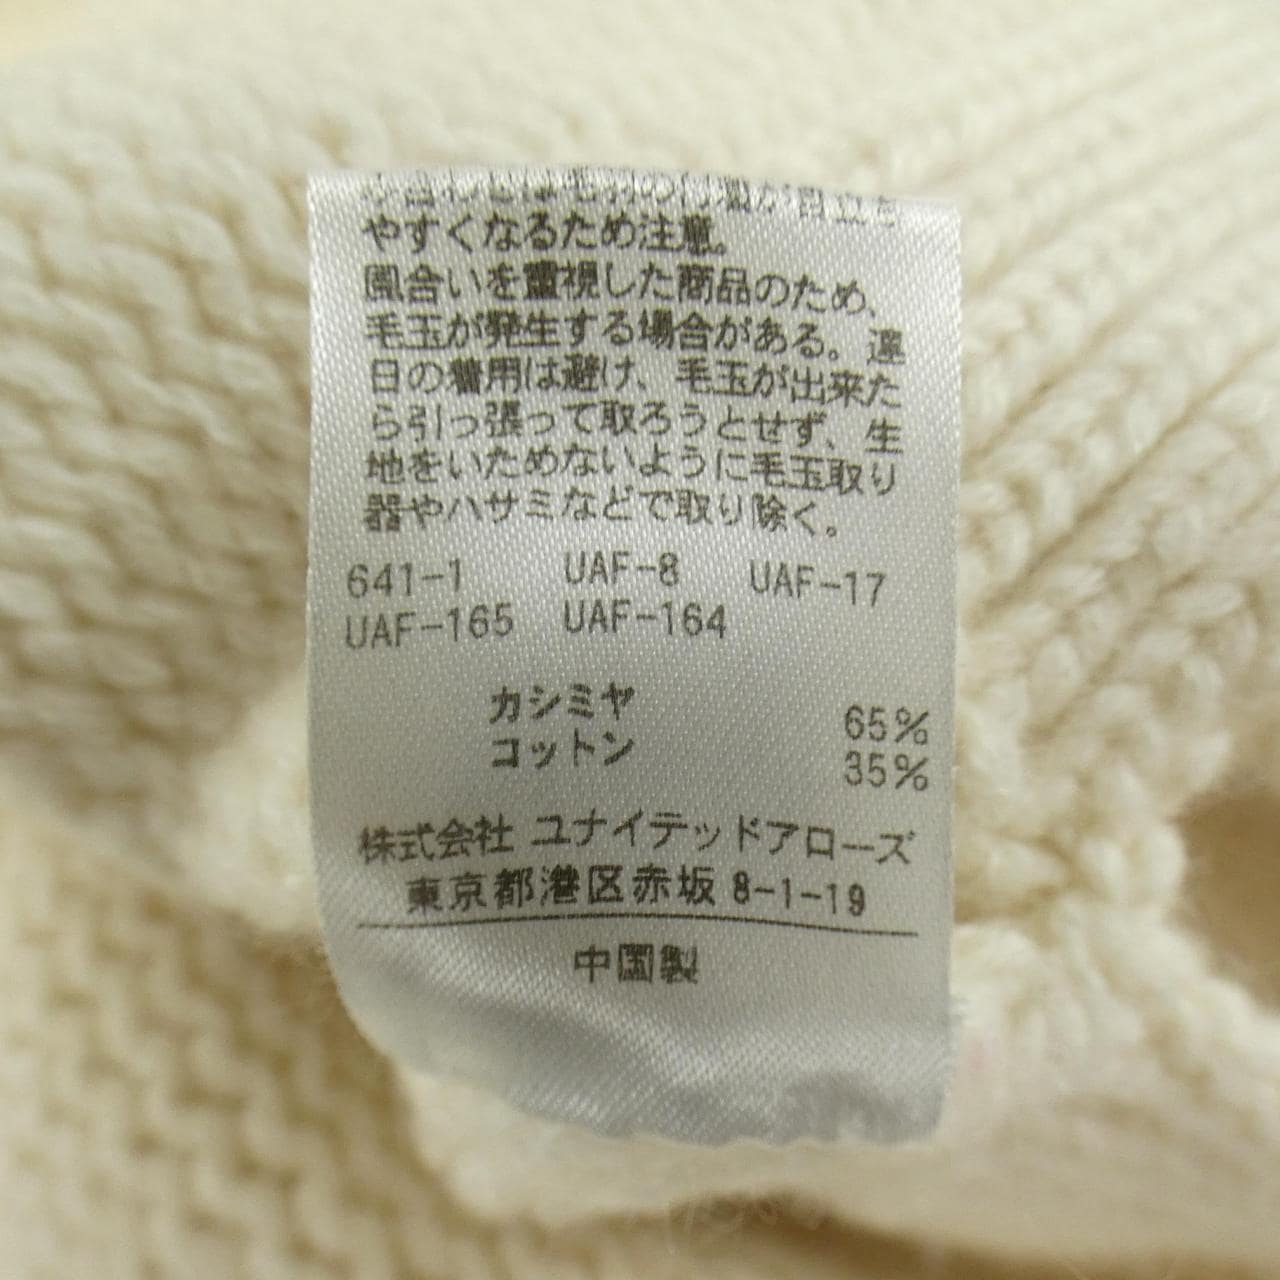 やすくなるため注意。
風合いを重視した商品のため、
毛玉が発生する場合がある。連
日の着用は避け、毛玉が出来た
ら引っ張って取ろうとせず、生
地をいためないように毛玉取り
器やハサミなどで取り除く。
641-1 UAF-8 UAF-17
UAF-165 UAF-164
カシミヤ 65%
コットン 35%
株式会社 ユナイテッドアローズ
東京都港区赤坂 8-1-19
中国製